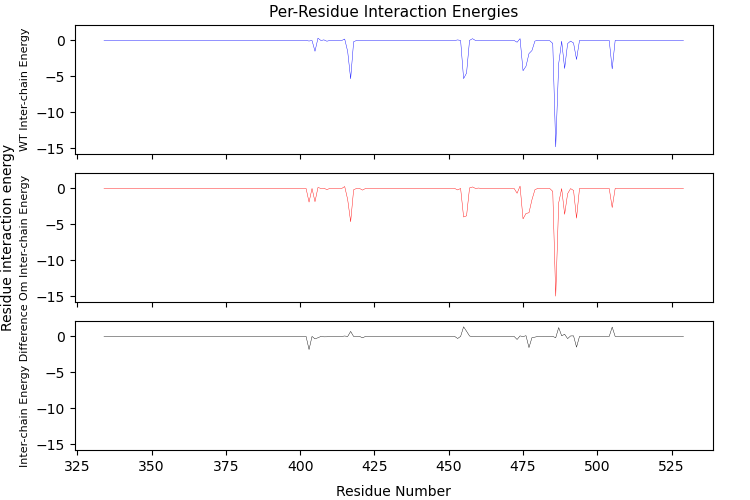 Per-Residue Interaction Energies
Residue interaction energy
WT Inter-chain Energy
0
−5
−10
−15
Om Inter-chain Energy
0
−5
−10
−15
Inter-chain Energy Difference
0
−5
−10
−15
325 350 375 400 425 450 475 500 525
Residue Number